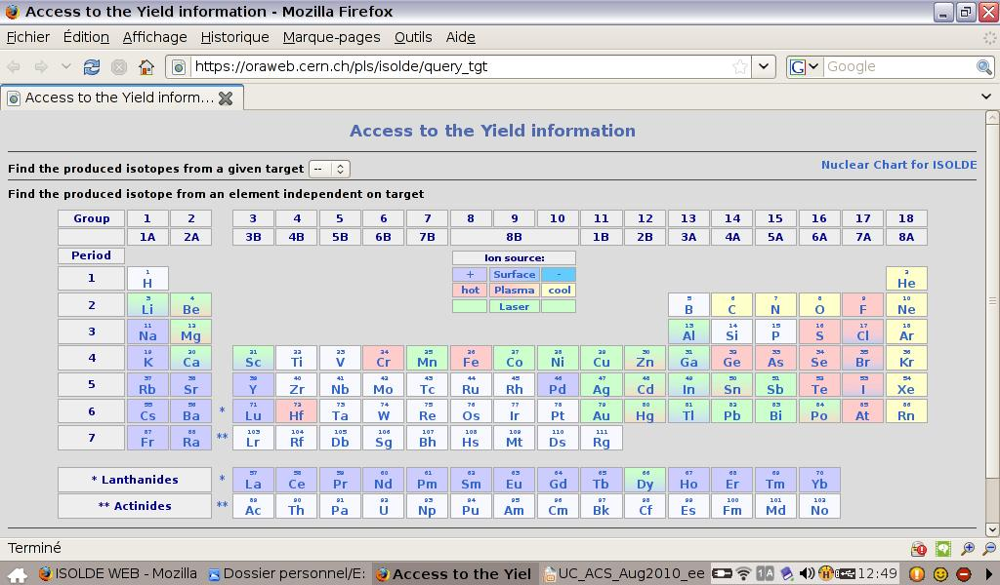 Access to the Yield information - Mozilla Firefox
Fichier Édition Affichage Historique Marque-pages Outils Aide
https://oraweb.cern.ch/pls/isolde/query_tgt G Google
Access to the Yield inform...
Access to the Yield information
Find the produced isotopes from a given target -- Nuclear Chart for ISOLDE
Find the produced isotope from an element independent on target
Group 1 2 3 4 5 6 7 8 9 10 11 12 13 14 15 16 17 18
1A 2A 3B 4B 5B 6B 7B 8B 1B 2B 3A 4A 5A 6A 7A 8A
Period Ion source:
1 1 H + Surface - 2 He
hot Plasma cool
2 3 Li 4 Be Laser 5 B 6 C 7 N 8 O 9 F 10 Ne
3 11 Na 12 Mg 13 Al 14 Si 15 P 16 S 17 Cl 18 Ar
4 19 K 20 Ca 21 Sc 22 Ti 23 V 24 Cr 25 Mn 26 Fe 27 Co 28 Ni 29 Cu 30 Zn 31 Ga 32 Ge 33 As 34 Se 35 Br 36 Kr
5 37 Rb 38 Sr 39 Y 40 Zr 41 Nb 42 Mo 43 Tc 44 Ru 45 Rh 46 Pd 47 Ag 48 Cd 49 In 50 Sn 51 Sb 52 Te 53 I 54 Xe
6 55 Cs 56 Ba * 71 Lu 72 Hf 73 Ta 74 W 75 Re 76 Os 77 Ir 78 Pt 79 Au 80 Hg 81 Tl 82 Pb 83 Bi 84 Po 85 At 86 Rn
7 87 Fr 88 Ra ** 103 Lr 104 Rf 105 Db 106 Sg 107 Bh 108 Hs 109 Mt 110 Ds 111 Rg
* Lanthanides * 57 La 58 Ce 59 Pr 60 Nd 61 Pm 62 Sm 63 Eu 64 Gd 65 Tb 66 Dy 67 Ho 68 Er 69 Tm 70 Yb
** Actinides ** 89 Ac 90 Th 91 Pa 92 U 93 Np 94 Pu 95 Am 96 Cm 97 Bk 98 Cf 99 Es 100 Fm 101 Md 102 No
Terminé
ISOLDE WEB - Mozilla Dossier personnel/E: Access to the Yiel UC_ACS_Aug2010_ee 1A 12:49